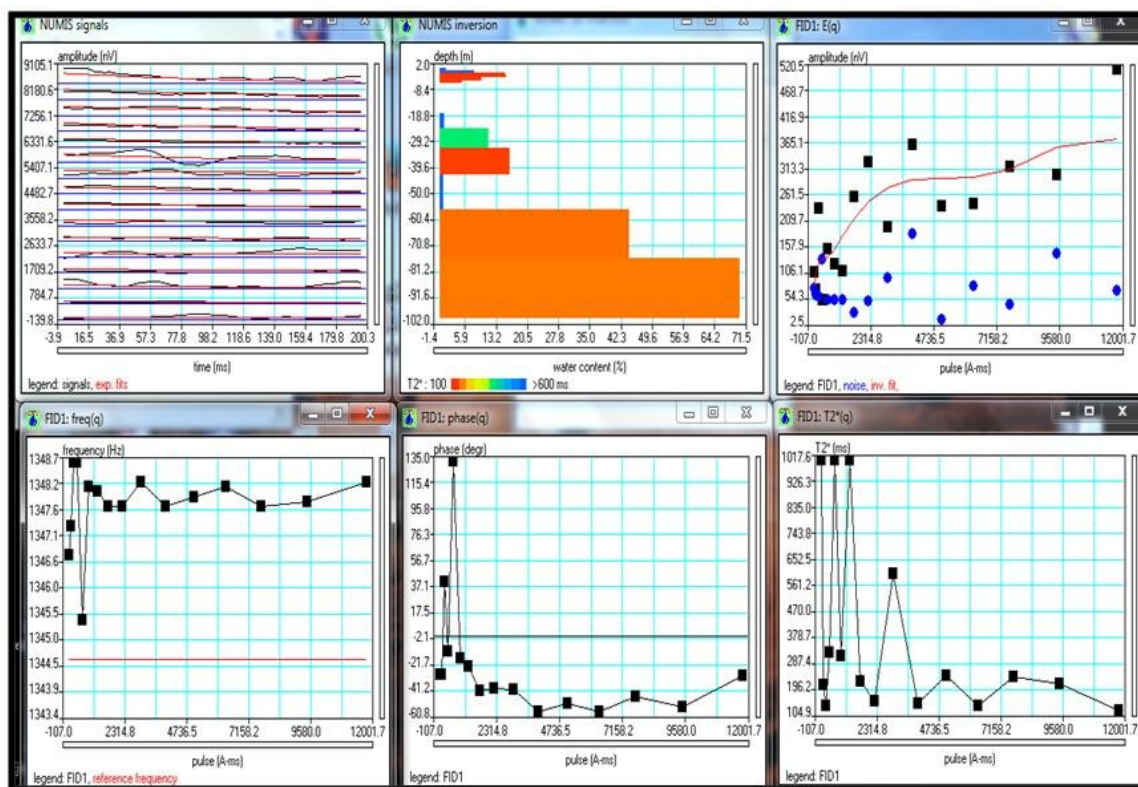 NUMIS signals
amplitude (nV)
9105.1
8180.6
7256.1
6331.6
5407.1
4482.7
3558.2
2633.7
1709.2
784.7
-139.8
-3.9 16.5 36.9 57.3 77.8 98.2 118.6 139.0 159.4 179.9 200.3
time (ms)
legend: signals, exp. fits
NUMIS inversion
depth (m)
2.0
-8.4
-18.8
-29.2
-39.6
-50.0
-60.4
-70.8
-81.2
-91.6
-102.0
-1.4 5.9 13.2 20.5 27.8 35.0 42.3 49.6 56.9 64.2 71.5
water content (%)
T2* : 100 >600 ms
FID1: E(q)
amplitude (nV)
520.5
468.7
416.9
365.1
313.3
261.5
209.7
157.9
106.1
54.3
2.5
-107.0 2314.8 4736.5 7158.2 9580.0 12001.7
pulse (A-ms)
legend: FID1, noise, inv. fit,
FID1: freq(q)
frequency (Hz)
1348.7
1348.2
1347.6
1347.1
1346.6
1346.0
1345.5
1345.0
1344.5
1343.9
1343.4
-107.0 2314.8 4736.5 7158.2 9580.0 12001.7
pulse (A-ms)
legend: FID1, reference frequency
FID1: phase(q)
phase (degr)
135.0
115.4
95.8
76.3
56.7
37.1
17.5
-2.1
-21.7
-41.2
-60.8
-107.0 2314.8 4736.5 7158.2 9580.0 12001.7
pulse (A-ms)
legend: FID1
FID1: T2*(q)
T2* (ms)
1017.6
926.3
835.0
743.8
652.5
561.2
470.0
378.7
287.4
196.2
104.9
-107.0 2314.8 4736.5 7158.2 9580.0 12001.7
pulse (A-ms)
legend: FID1